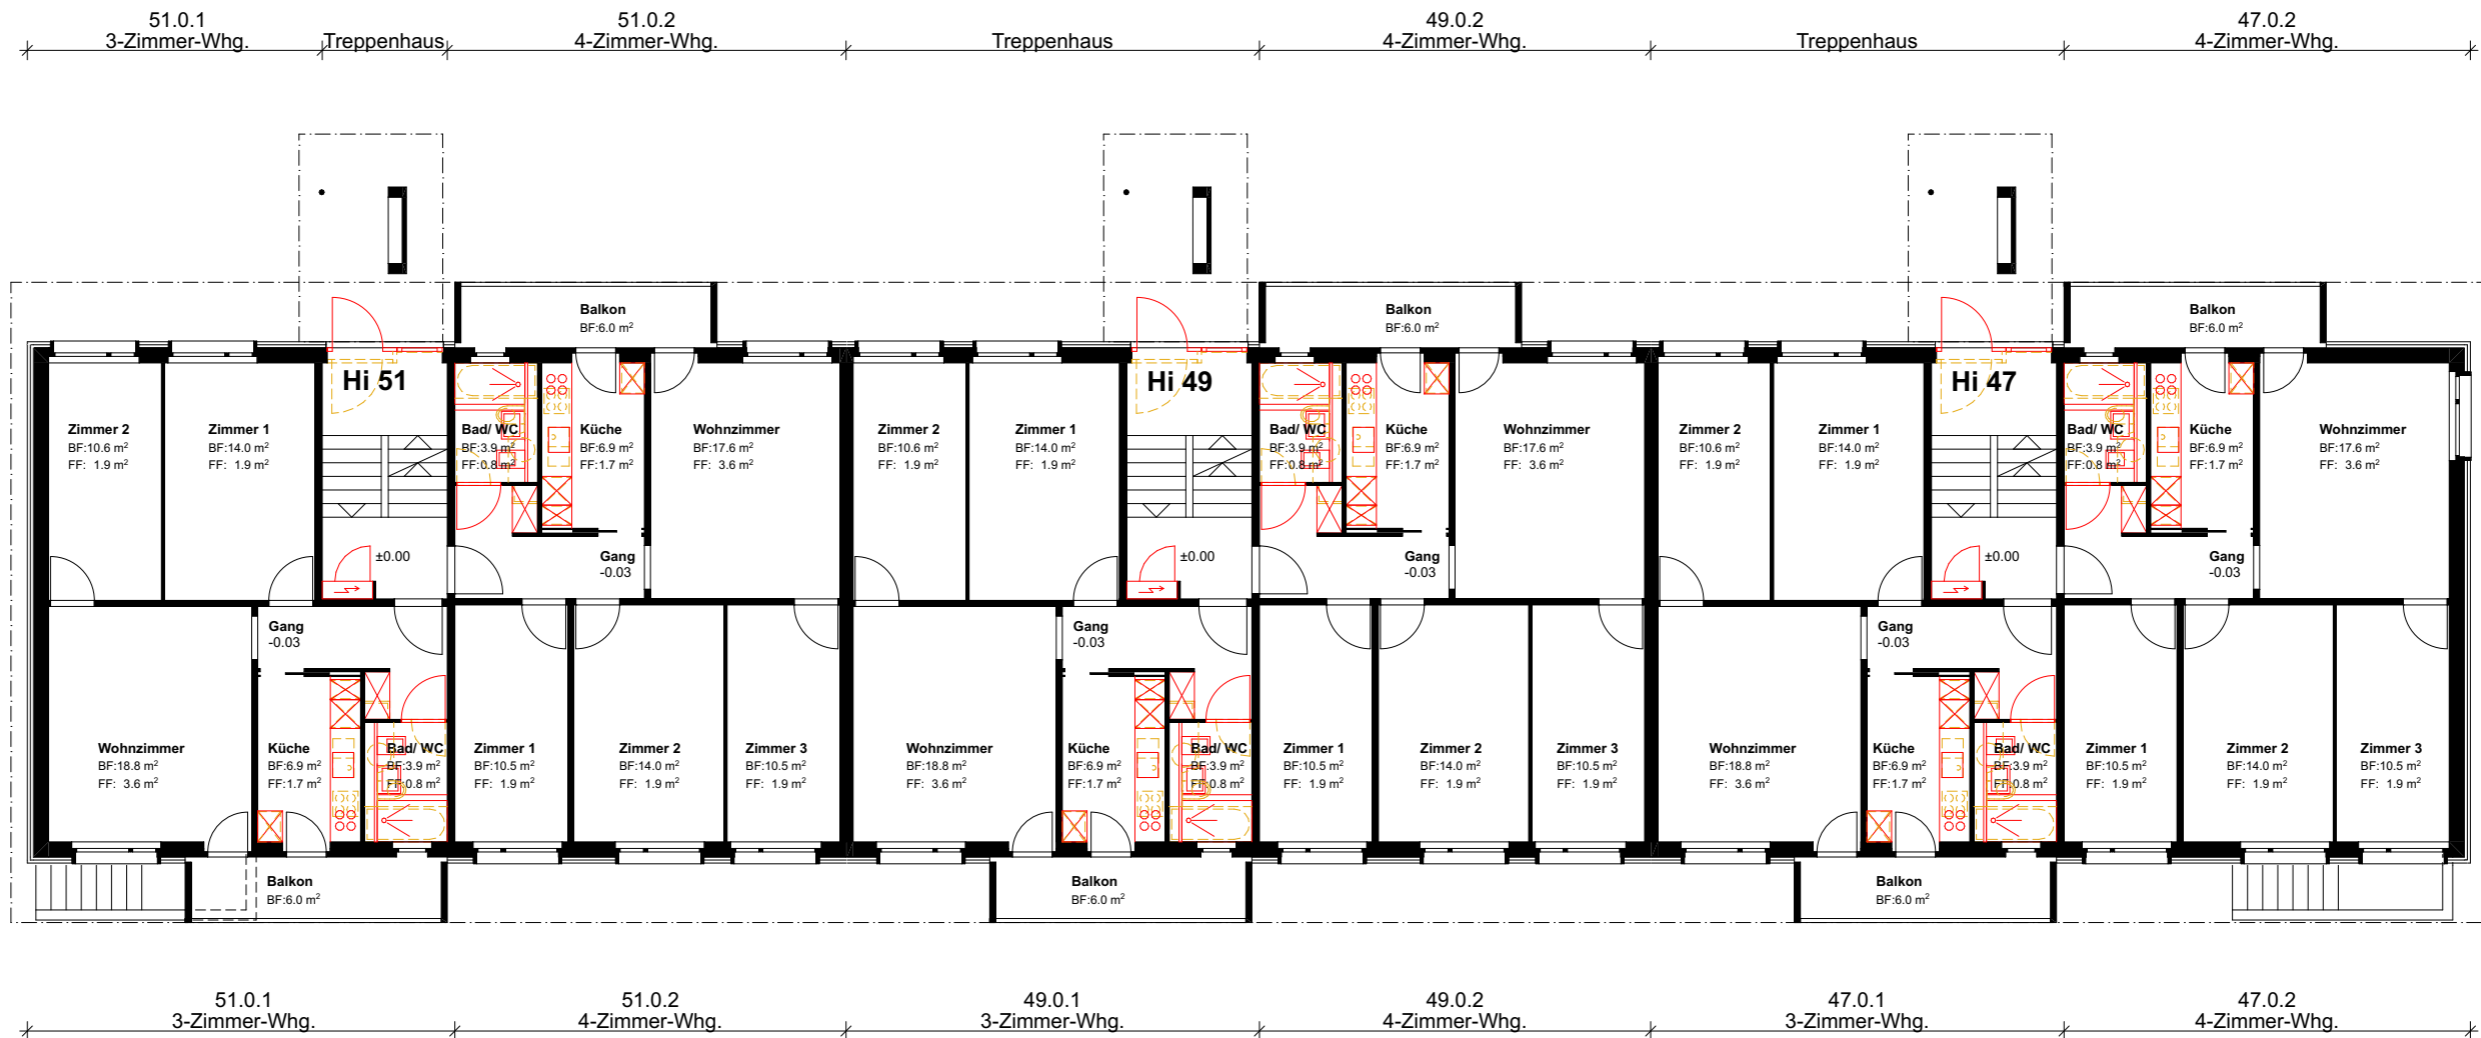 51.0.1
3-Zimmer-Whg.
Treppenhaus
51.0.2
4-Zimmer-Whg.
Treppenhaus
49.0.2
4-Zimmer-Whg.
Treppenhaus
47.0.2
4-Zimmer-Whg.
Balkon
BF:6.0 m²
Balkon
BF:6.0 m²
Balkon
BF:6.0 m²
Hi 51
Hi 49
Hi 47
Zimmer 2
BF:10.6 m²
FF: 1.9 m²
Zimmer 1
BF:14.0 m²
FF: 1.9 m²
Bad/ WC
BF:3.9 m²
FF:0.8 m²
Küche
BF:6.9 m²
FF:1.7 m²
Wohnzimmer
BF:17.6 m²
FF: 3.6 m²
Zimmer 2
BF:10.6 m²
FF: 1.9 m²
Zimmer 1
BF:14.0 m²
FF: 1.9 m²
Bad/ WC
BF:3.9 m²
FF:0.8 m²
Küche
BF:6.9 m²
FF:1.7 m²
Wohnzimmer
BF:17.6 m²
FF: 3.6 m²
Zimmer 2
BF:10.6 m²
FF: 1.9 m²
Zimmer 1
BF:14.0 m²
FF: 1.9 m²
Bad/ WC
BF:3.9 m²
FF:0.8 m²
Küche
BF:6.9 m²
FF:1.7 m²
Wohnzimmer
BF:17.6 m²
FF: 3.6 m²
±0.00
Gang
-0.03
±0.00
Gang
-0.03
±0.00
Gang
-0.03
Gang
-0.03
Gang
-0.03
Gang
-0.03
Wohnzimmer
BF:18.8 m²
FF: 3.6 m²
Küche
BF:6.9 m²
FF:1.7 m²
Bad/ WC
BF:3.9 m²
FF:0.8 m²
Zimmer 1
BF:10.5 m²
FF: 1.9 m²
Zimmer 2
BF:14.0 m²
FF: 1.9 m²
Zimmer 3
BF:10.5 m²
FF: 1.9 m²
Wohnzimmer
BF:18.8 m²
FF: 3.6 m²
Küche
BF:6.9 m²
FF:1.7 m²
Bad/ WC
BF:3.9 m²
FF:0.8 m²
Zimmer 1
BF:10.5 m²
FF: 1.9 m²
Zimmer 2
BF:14.0 m²
FF: 1.9 m²
Zimmer 3
BF:10.5 m²
FF: 1.9 m²
Wohnzimmer
BF:18.8 m²
FF: 3.6 m²
Küche
BF:6.9 m²
FF:1.7 m²
Bad/ WC
BF:3.9 m²
FF:0.8 m²
Zimmer 1
BF:10.5 m²
FF: 1.9 m²
Zimmer 2
BF:14.0 m²
FF: 1.9 m²
Zimmer 3
BF:10.5 m²
FF: 1.9 m²
Balkon
BF:6.0 m²
Balkon
BF:6.0 m²
Balkon
BF:6.0 m²
51.0.1
3-Zimmer-Whg.
51.0.2
4-Zimmer-Whg.
49.0.1
3-Zimmer-Whg.
49.0.2
4-Zimmer-Whg.
47.0.1
3-Zimmer-Whg.
47.0.2
4-Zimmer-Whg.